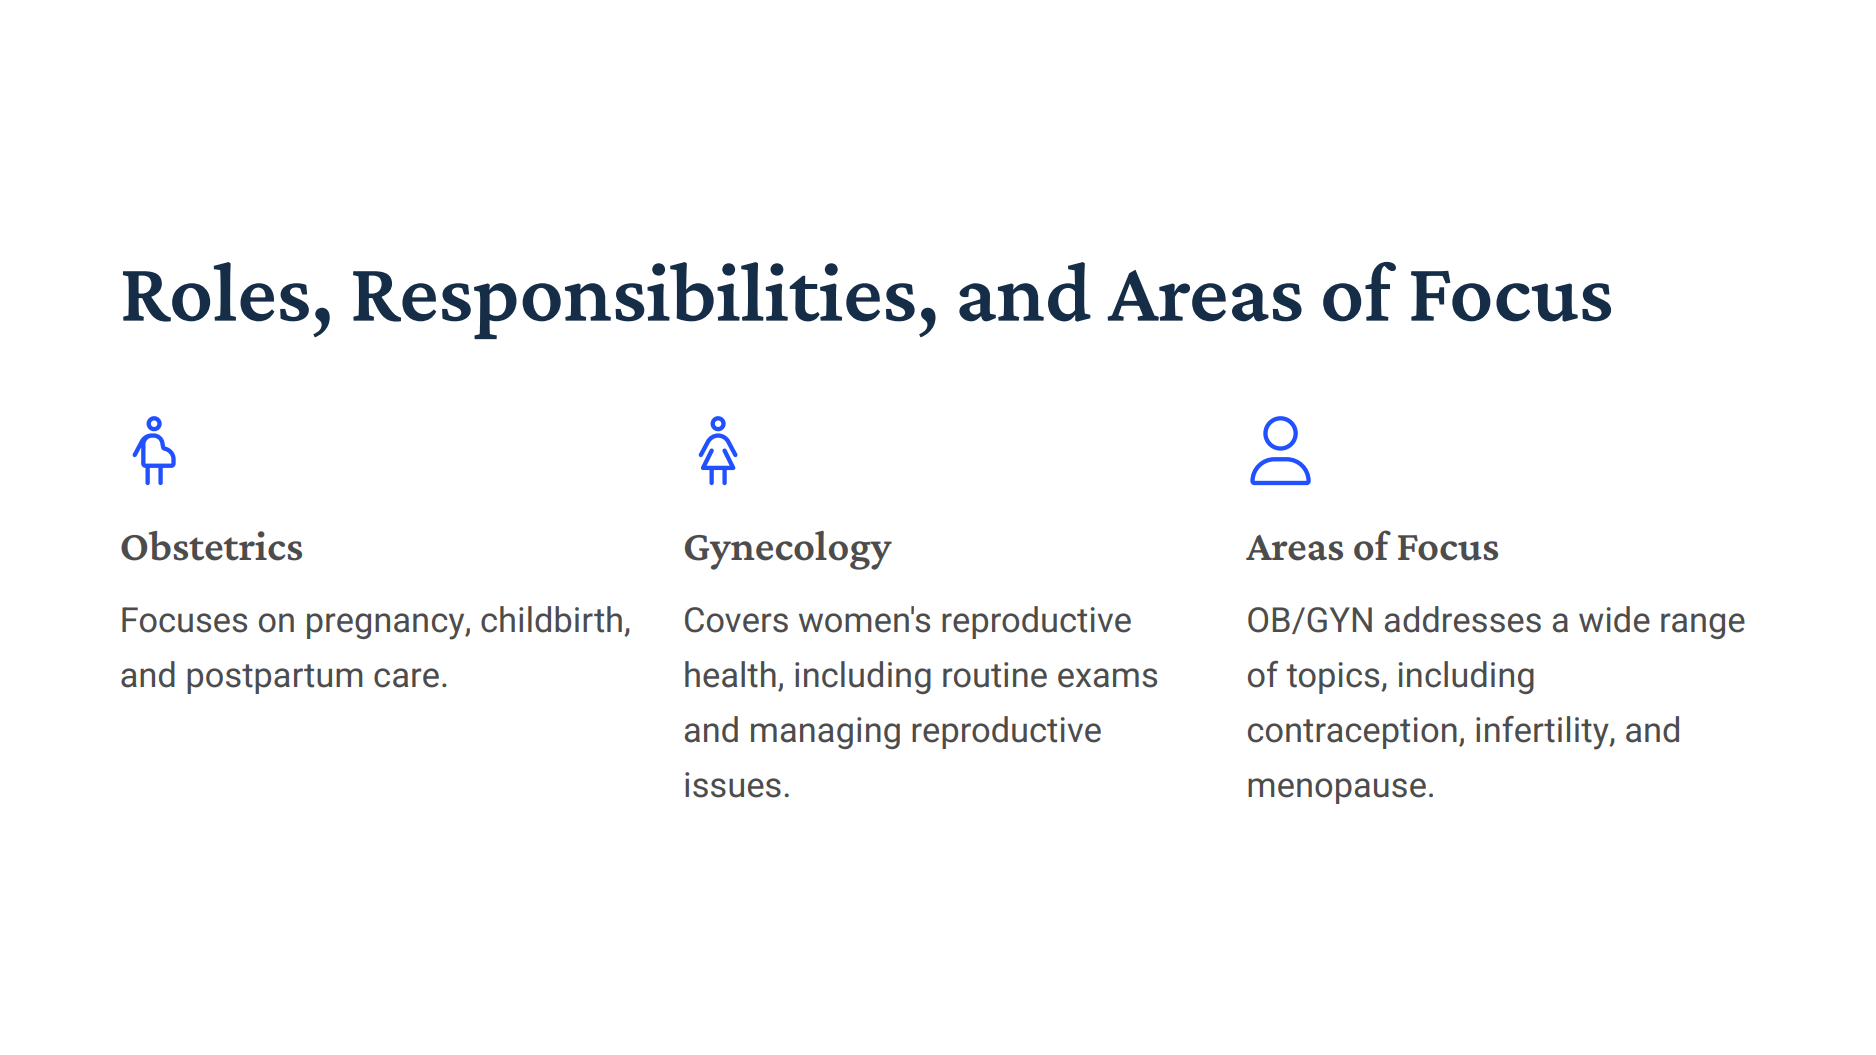 Roles, Responsibilities, and Areas of Focus
Obstetrics
Focuses on pregnancy, childbirth,
and postpartum care.
Gynecology
Covers women's reproductive
health, including routine exams
and managing reproductive
issues.
Areas of Focus
OB/GYN addresses a wide range
of topics, including
contraception, infertility, and
menopause.